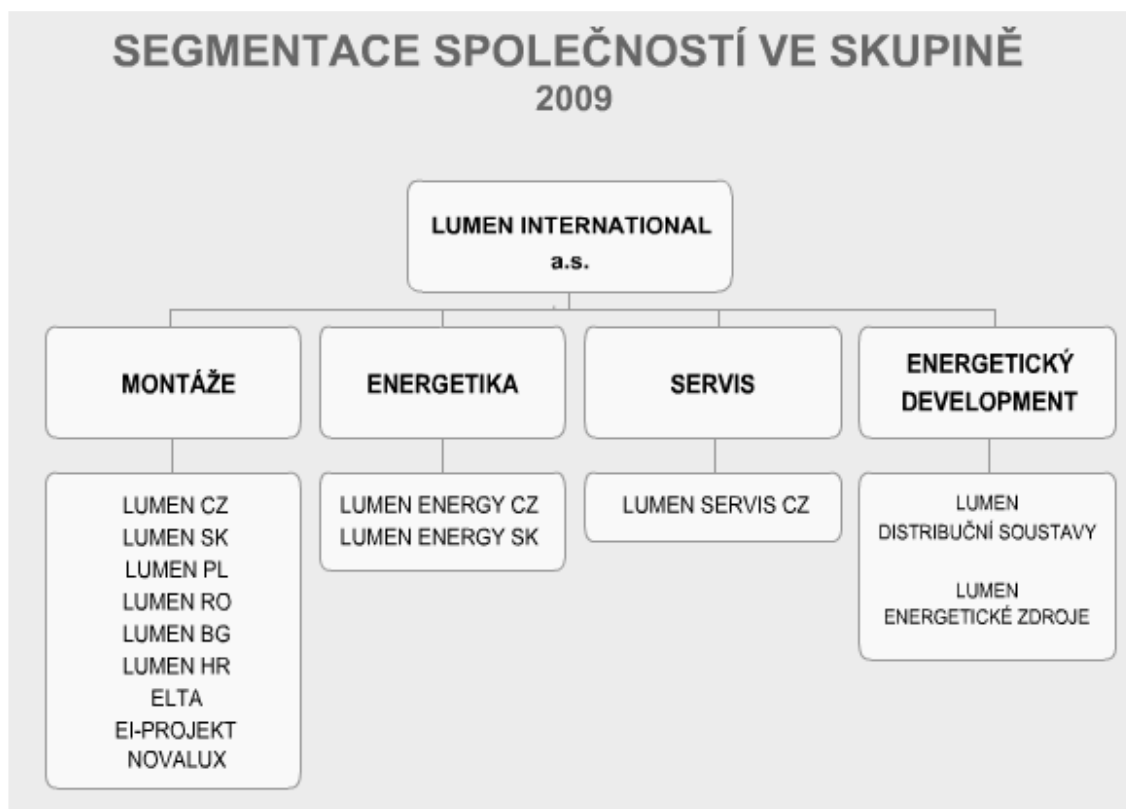 SEGMENTACE SPOLEČNOSTÍ VE SKUPINĚ
2009
LUMEN INTERNATIONAL
a.s.
MONTÁŽE
ENERGETIKA
SERVIS
ENERGETICKÝ
DEVELOPMENT
LUMEN CZ
LUMEN SK
LUMEN PL
LUMEN RO
LUMEN BG
LUMEN HR
ELTA
EI-PROJEKT
NOVALUX
LUMEN ENERGY CZ
LUMEN ENERGY SK
LUMEN SERVIS CZ
LUMEN
DISTRIBUČNÍ SOUSTAVY
LUMEN
ENERGETICKÉ ZDROJE